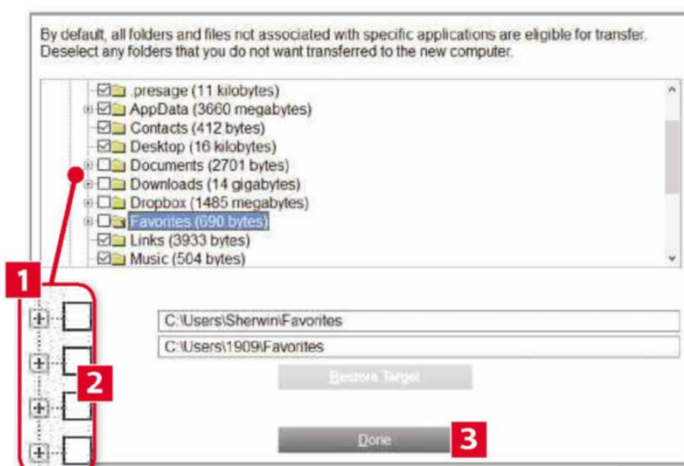 By default, all folders and files not associated with specific applications are eligible for transfer.
Deselect any folders that you do not want transferred to the new computer.
.presage (11 kilobytes)
AppData (3660 megabytes)
Contacts (412 bytes)
Desktop (16 kilobytes)
Documents (2701 bytes)
Downloads (14 gigabytes)
Dropbox (1485 megabytes)
Favorites (690 bytes)
Links (3933 bytes)
Music (504 bytes)
1
C:\Users\Sherwin\Favorites
C:\Users\1909\Favorites
2
Restore Target
Done
3